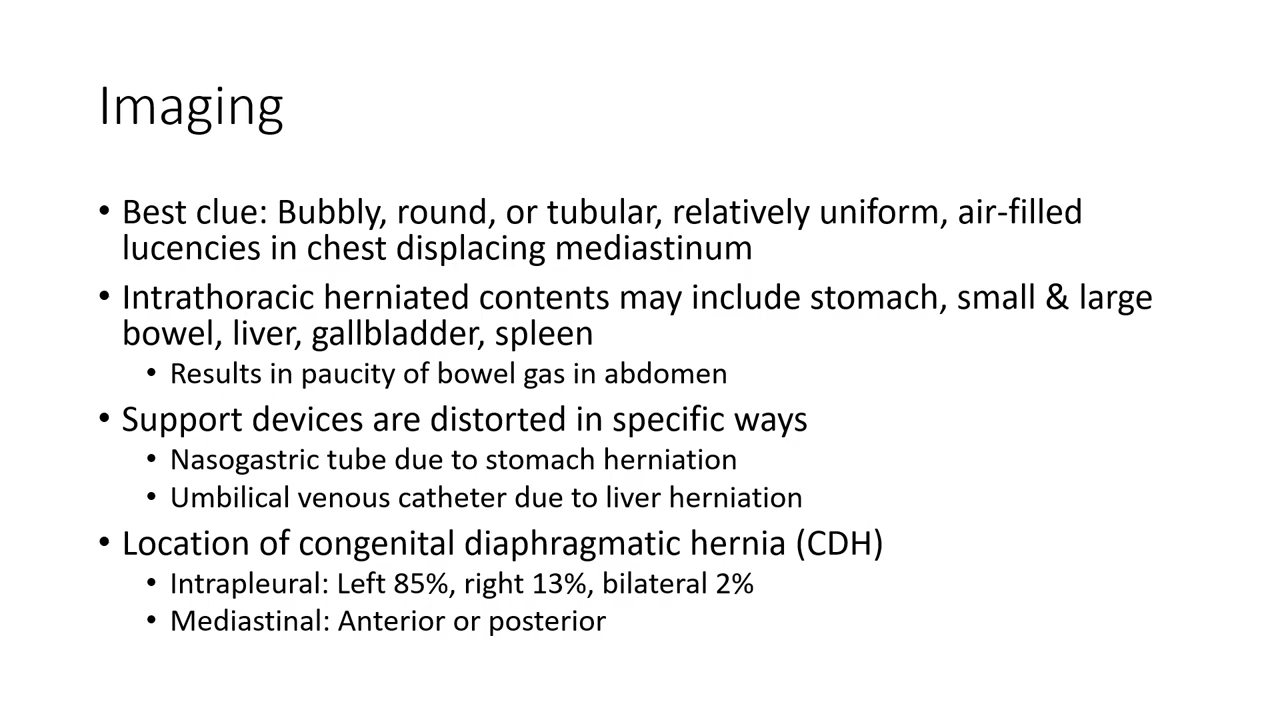 Imaging
• Best clue: Bubbly, round, or tubular, relatively uniform, air-filled
lucencies in chest displacing mediastinum
• Intrathoracic herniated contents may include stomach, small & large
bowel, liver, gallbladder, spleen
• Results in paucity of bowel gas in abdomen
• Support devices are distorted in specific ways
• Nasogastric tube due to stomach herniation
• Umbilical venous catheter due to liver herniation
• Location of congenital diaphragmatic hernia (CDH)
• Intrapleural: Left 85%, right 13%, bilateral 2%
• Mediastinal: Anterior or posterior